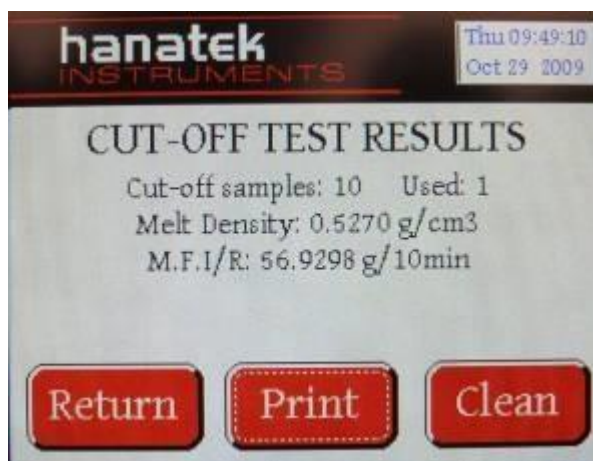 hanatek
INSTRUMENTS
Thu 09:49:10
Oct 29 2009
CUT-OFF TEST RESULTS
Cut-off samples: 10 Used: 1
Melt Density: 0.5270 g/cm3
M.F.I/R: 56.9298 g/10min
Return Print Clean